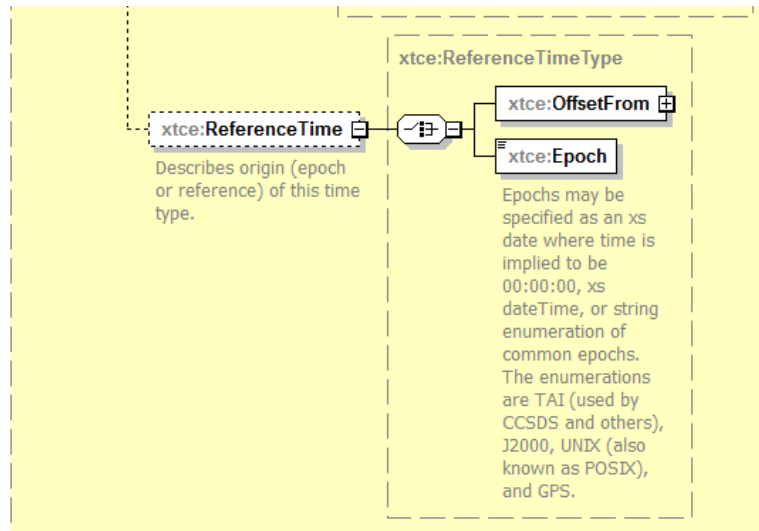 xtce:ReferenceTimeType
xtce:OffsetFrom
xtce:ReferenceTime
xtce:Epoch
Describes origin (epoch
or reference) of this time
type.
Epochs may be
specified as an xs
date where time is
implied to be
00:00:00, xs
dateTime, or string
enumeration of
common epochs.
The enumerations
are TAI (used by
CCSDS and others),
J2000, UNIX (also
known as POSIX),
and GPS.